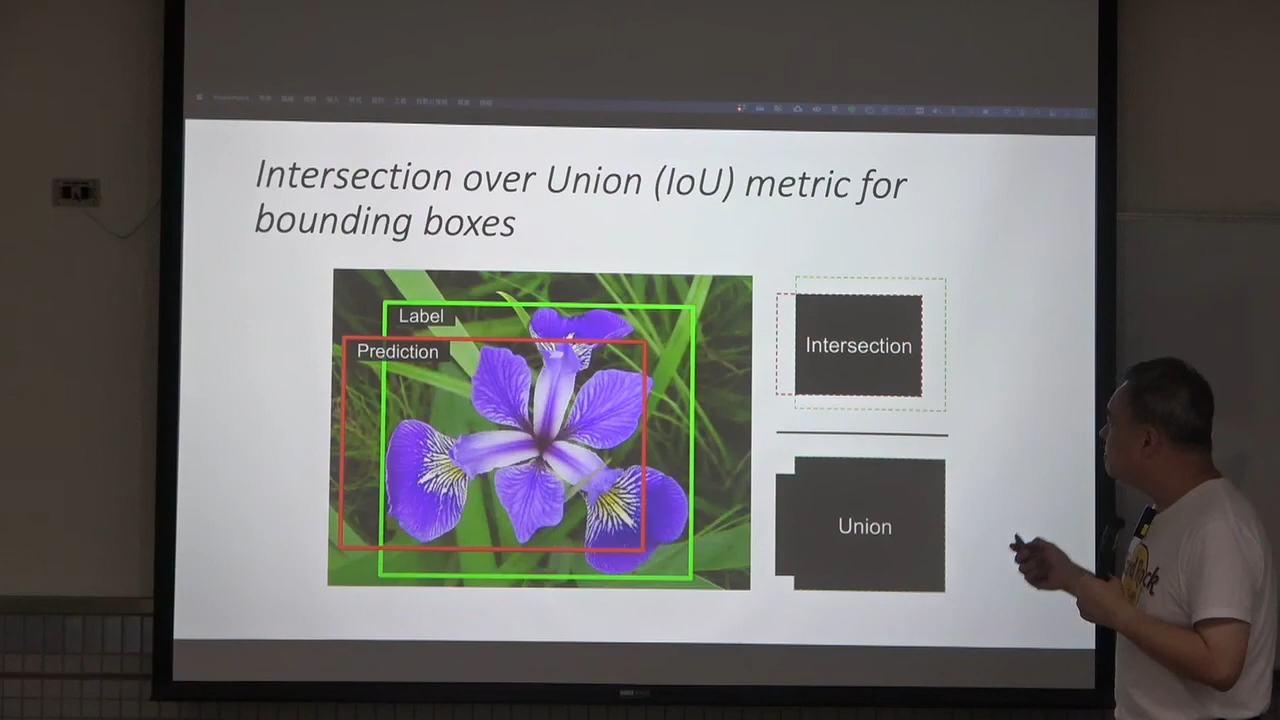 Intersection over Union (IoU) metric for
bounding boxes
Label
Prediction
Intersection
Union